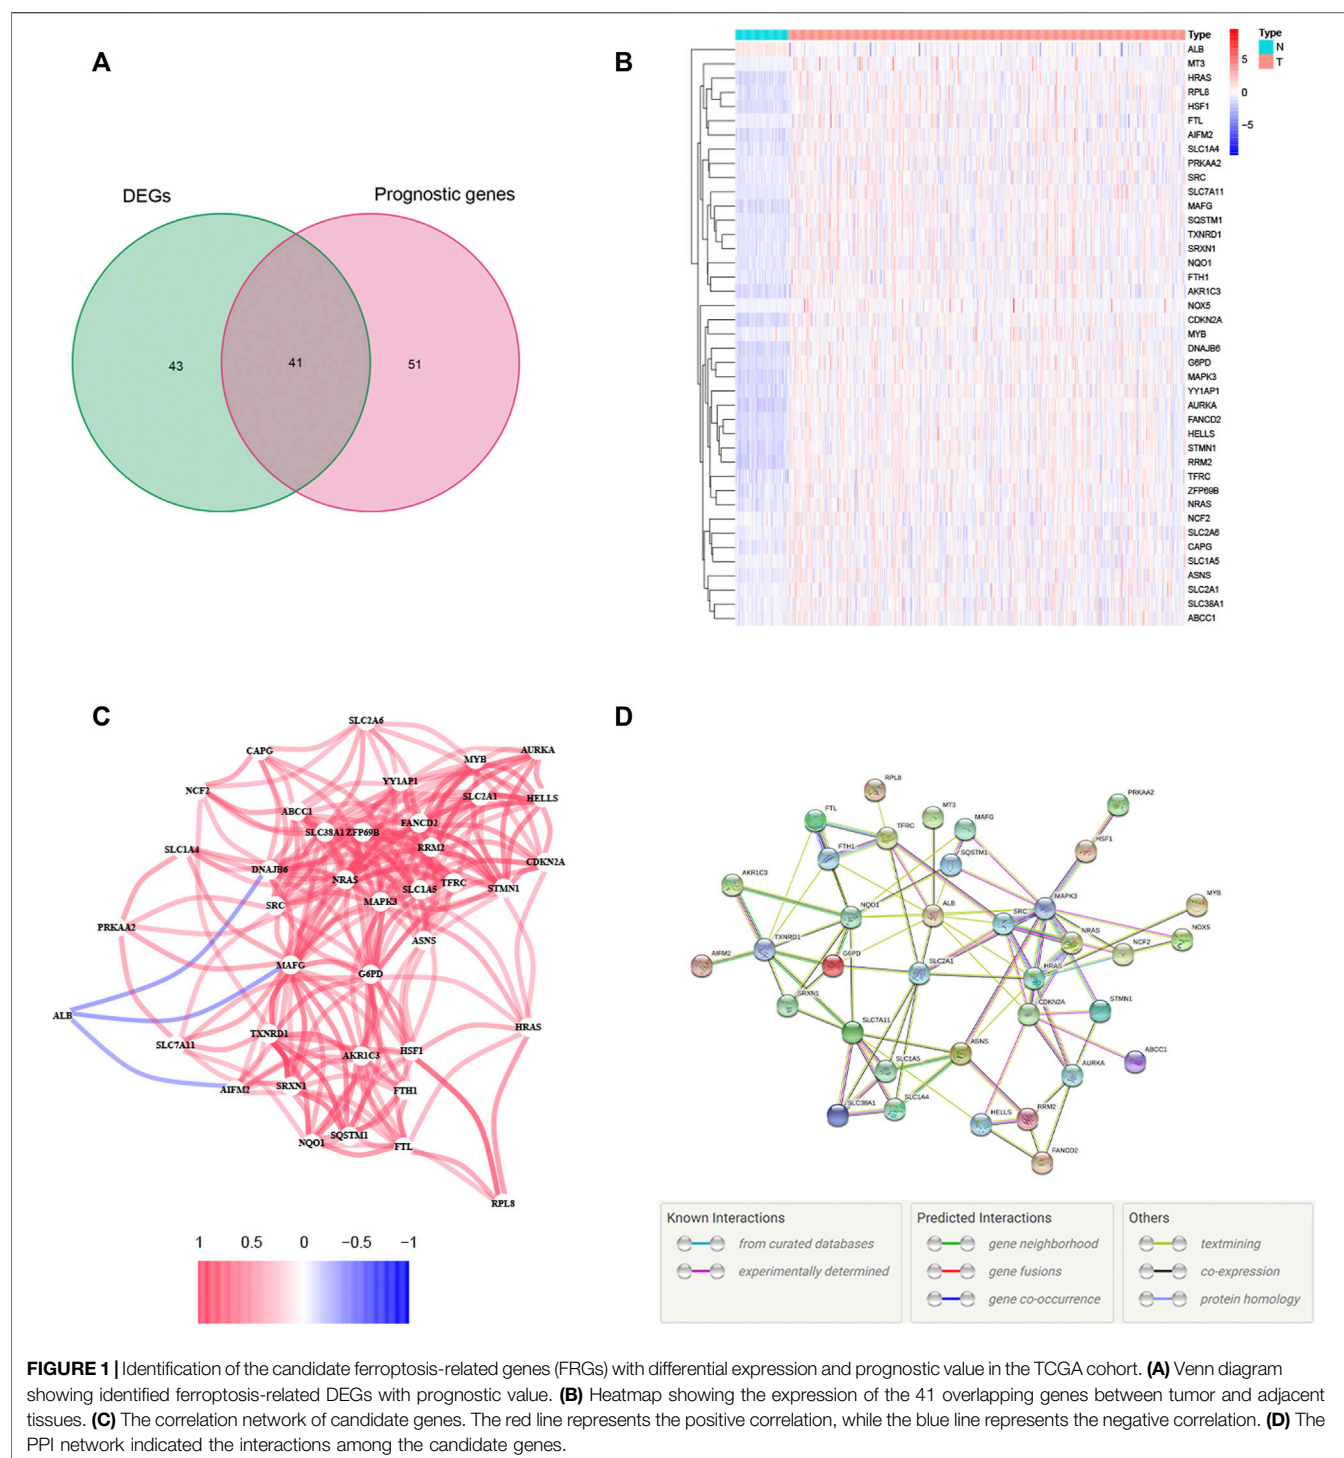 A
DEGs
Prognostic genes
43
41
51
B
Type
ALB
MT3
HRAS
RPL8
HSF1
FTL
AIFM2
SLC1A4
PRKAA2
SRC
SLC7A11
MAFG
SQSTM1
TXNRD1
SRXN1
NQO1
FTH1
AKR1C3
NOX5
CDKN2A
MYB
DNAJB6
G6PD
MAPK3
YY1AP1
AURKA
FANCD2
HELLS
STMN1
RRM2
TFRC
ZFP69B
NRAS
NCF2
SLC2A6
CAPG
SLC1A5
ASNS
SLC2A1
SLC38A1
ABCC1
5
0
−5
Type
N
T
C
SLC2A6
CAPG
AURKA
MYB
YY1AP1
NCF2
SLC2A1
HELLS
ABCC1
FANCD2
SLC38A1
ZFP69B
RRM2
SLC1A4
CDKN2A
DNAJB6
NRAS
TFRC
SLC1A5
STMN1
SRC
MAPK3
PRKAA2
ASNS
MAFG
G6PD
ALB
HRAS
TXNRD1
SLC7A11
AKR1C3
HSF1
AIFM2
SRXN1
FTH1
NQO1
SQSTM1
FTL
RPL8
1 0.5 0 −0.5 −1
D
RPL8
PRKAA2
FTL
MT3
MAFG
TFRC
HSF1
FTH1
SQSTM1
AKR1C3
MYB
MAPK3
NQO1
ALB
SRC
NOX5
TXNRD1
NRAS
NCF2
AIFM2
G6PD
SLC2A1
HRAS
SRXN1
CDKN2A
STMN1
SLC7A11
ASNS
ABCC1
SLC1A5
AURKA
SLC38A1
SLC1A4
HELLS
RRM2
FANCD2
Known Interactions
from curated databases
experimentally determined
Predicted Interactions
gene neighborhood
gene fusions
gene co-occurrence
Others
textmining
co-expression
protein homology
FIGURE 1 | Identification of the candidate ferroptosis-related genes (FRGs) with differential expression and prognostic value in the TCGA cohort. (A) Venn diagram
showing identified ferroptosis-related DEGs with prognostic value. (B) Heatmap showing the expression of the 41 overlapping genes between tumor and adjacent
tissues. (C) The correlation network of candidate genes. The red line represents the positive correlation, while the blue line represents the negative correlation. (D) The
PPI network indicated the interactions among the candidate genes.